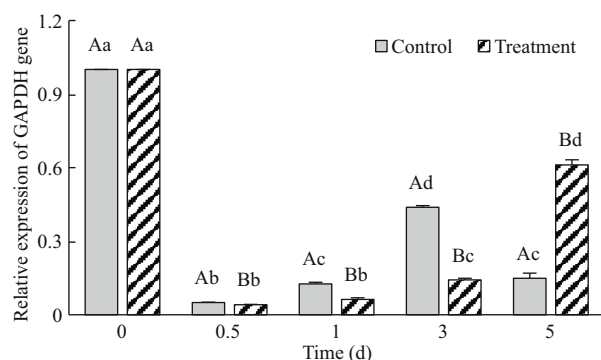 Relative expression of GAPDH gene
1.2
0.9
0.6
0.3
0
Control Treatment
Aa Aa
Ab Bb
Ac Bb
Ad Bc
Ac Bd
0 0.5 1 3 5
Time (d)